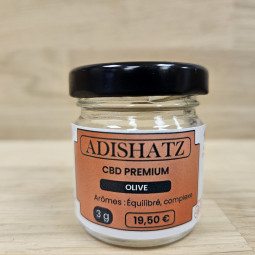 ADISHATZ
CBD PREMIUM
OLIVE
Arômes : Équilibré, complexe
3 g
19,50 €